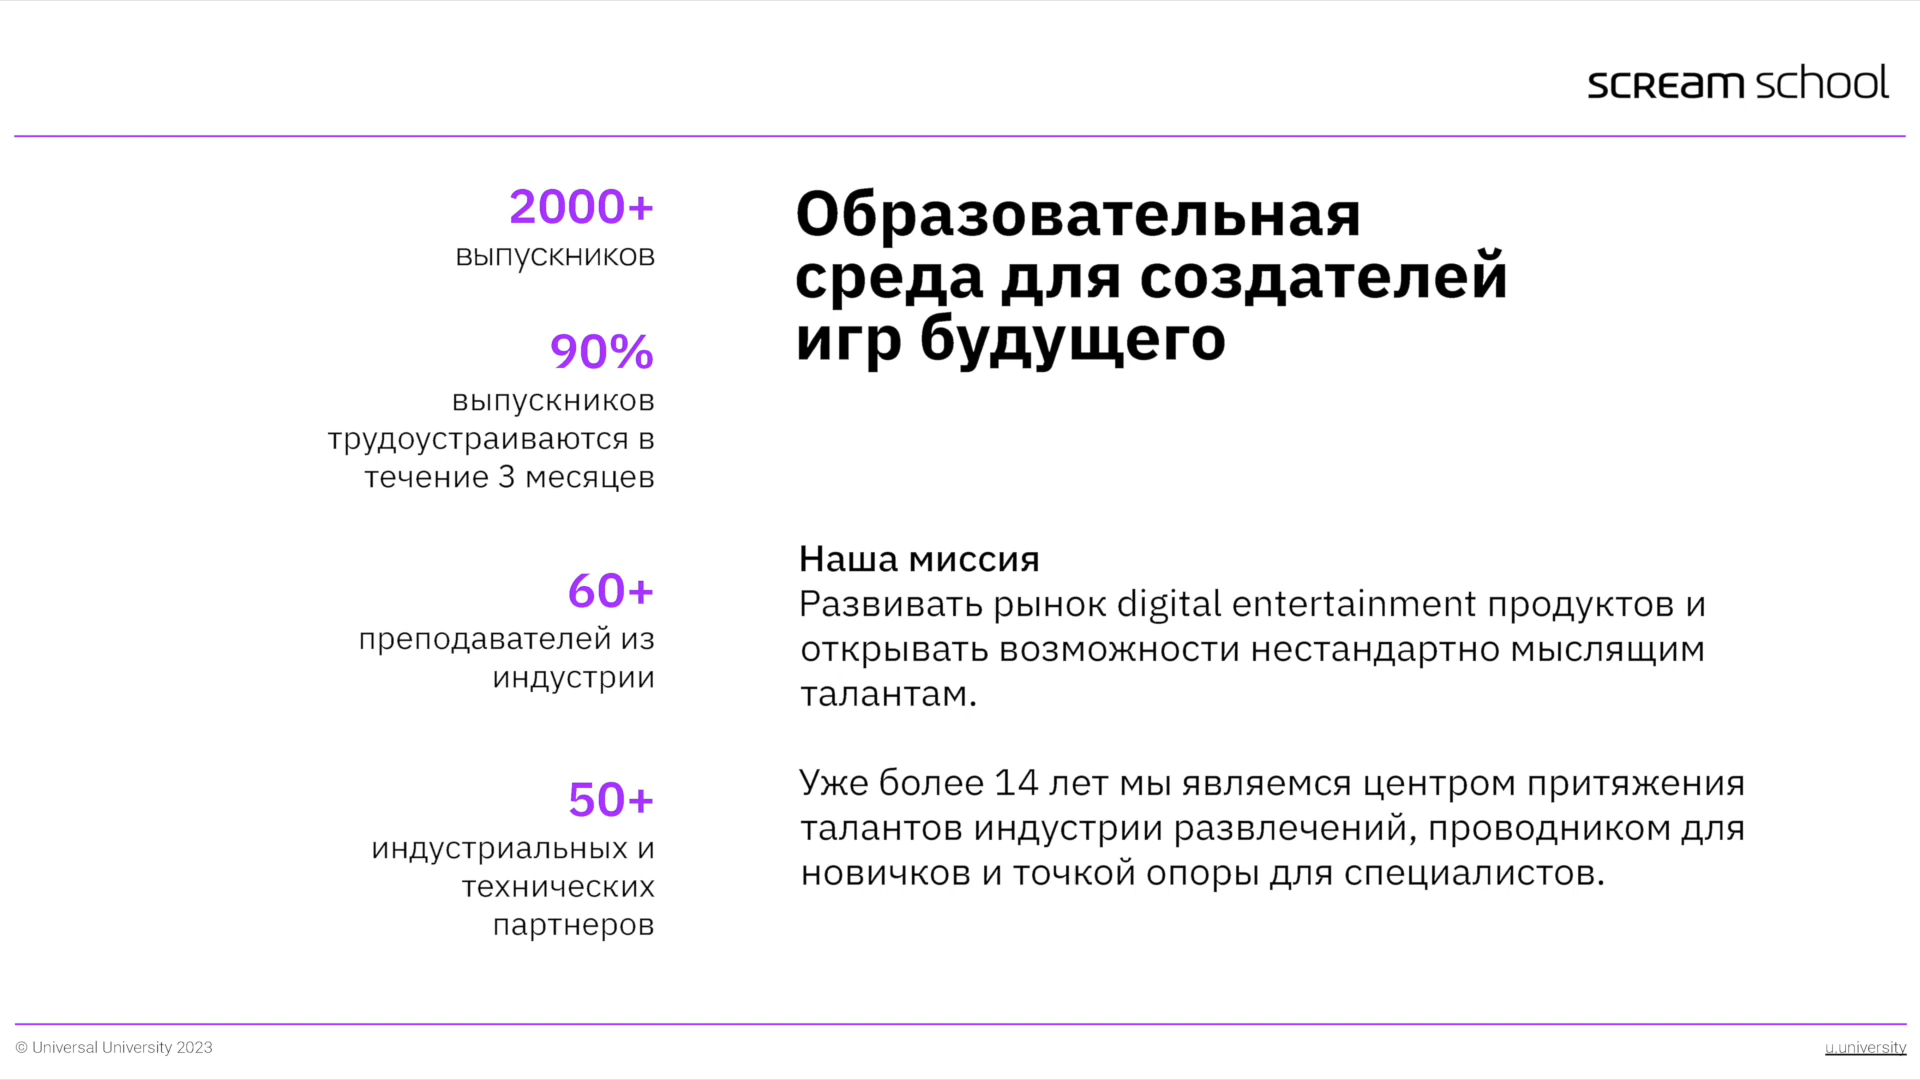 SCREAM school
2000+
выпускников
90%
выпускников
трудоустраиваются в
течение 3 месяцев
60+
преподавателей из
индустрии
50+
индустриальных и
технических
партнеров
Образовательная
среда для создателей
игр будущего
Наша миссия
Развивать рынок digital entertainment продуктов и
открывать возможности нестандартно мыслящим
талантам.
Уже более 14 лет мы являемся центром притяжения
талантов индустрии развлечений, проводником для
новичков и точкой опоры для специалистов.
© Universal University 2023
u.university